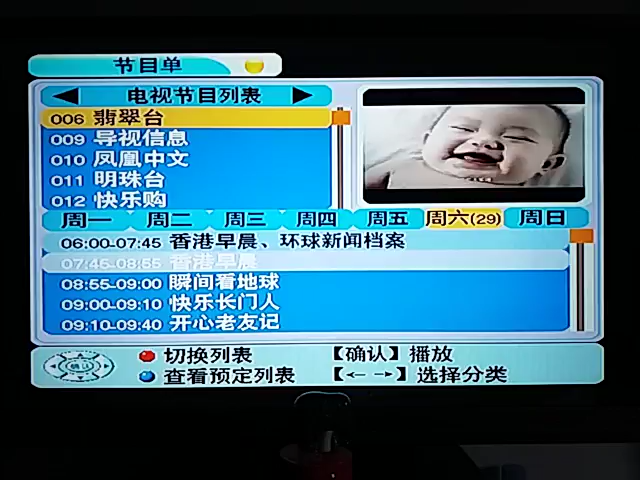 节目单
电视节目列表
006 翡翠台
009 导视信息
010 凤凰中文
011 明珠台
012 快乐购
周一 周二 周三 周四 周五 周六(29) 周日
06:00-07:45 香港早晨、环球新闻档案
07:45-08:55 香港早晨
08:55-09:00 瞬间看地球
09:00-09:10 快乐长门人
09:10-09:40 开心老友记
确认 切换列表 【确认】播放
查看预定列表 【←→】选择分类